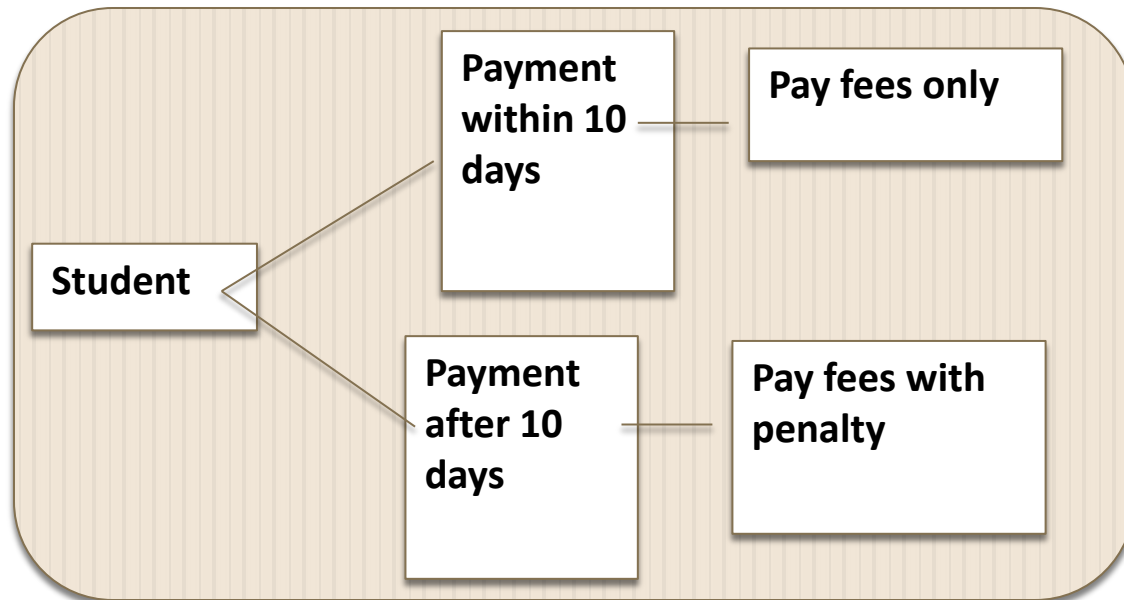 Student
Payment
within 10
days
Pay fees only
Payment
after 10
days
Pay fees with
penalty